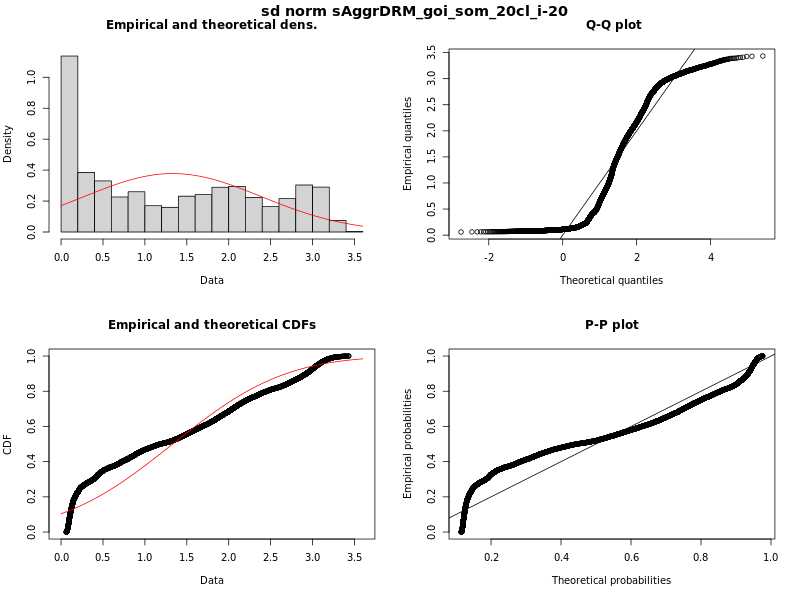 sd norm sAggrDRM_goi_som_20cl_i-20
Empirical and theoretical dens.
Density
0.0 0.2 0.4 0.6 0.8 1.0
0.0 0.5 1.0 1.5 2.0 2.5 3.0 3.5
Data
Q-Q plot
Empirical quantiles
0.0 0.5 1.0 1.5 2.0 2.5 3.0 3.5
-2 0 2 4
Theoretical quantiles
Empirical and theoretical CDFs
CDF
0.0 0.2 0.4 0.6 0.8 1.0
0.0 0.5 1.0 1.5 2.0 2.5 3.0 3.5
Data
P-P plot
Empirical probabilities
0.0 0.2 0.4 0.6 0.8 1.0
0.2 0.4 0.6 0.8 1.0
Theoretical probabilities